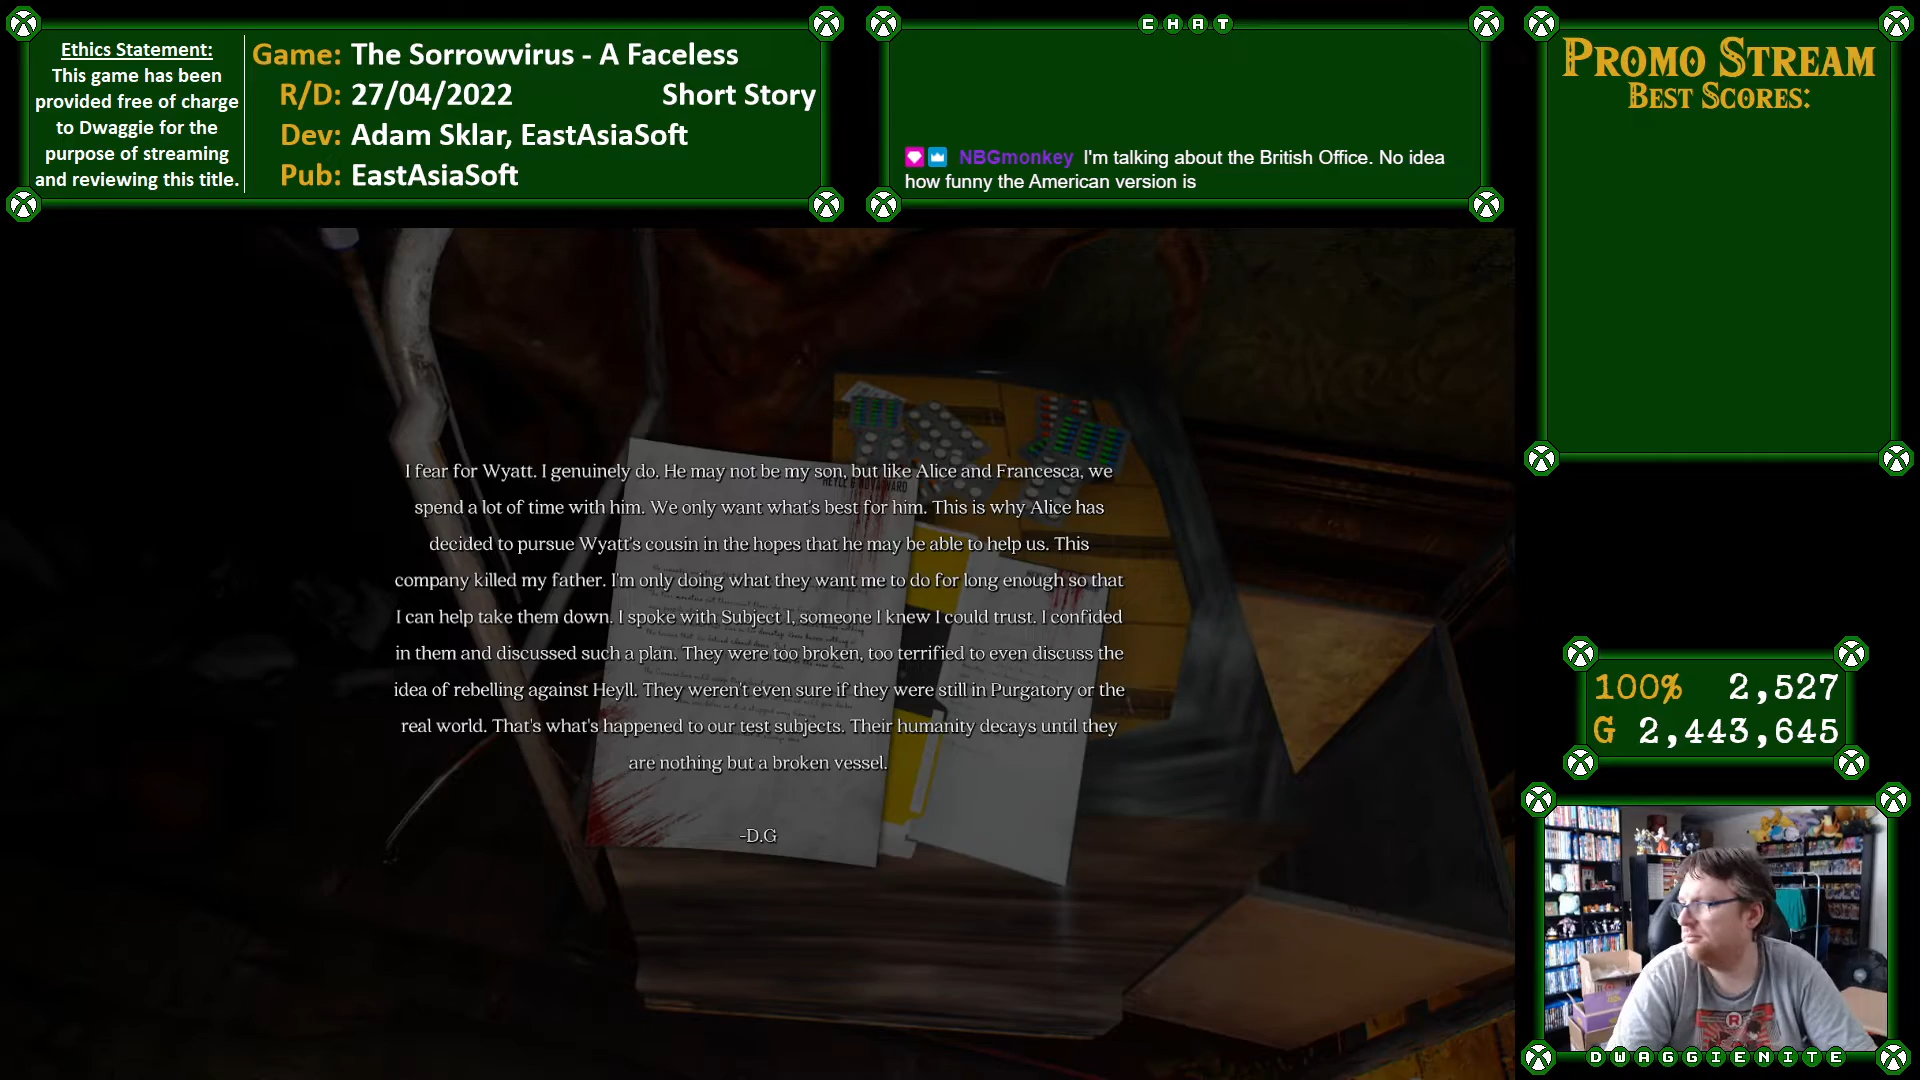 Ethics Statement:
This game has been
provided free of charge
to Dwaggie for the
purpose of streaming
and reviewing this title.
Game: The Sorrowvirus - A Faceless
R/D: 27/04/2022 Short Story
Dev: Adam Sklar, EastAsiaSoft
Pub: EastAsiaSoft
CHAT
NBGmonkey I'm talking about the British Office. No idea
how funny the American version is
Promo Stream
Best Scores:
I fear for Wyatt. I genuinely do. He may not be my son, but like Alice and Francesca, we
spend a lot of time with him. We only want what's best for him. This is why Alice has
decided to pursue Wyatt's cousin in the hopes that he may be able to help us. This
company killed my father. I'm only doing what they want me to do for long enough so that
I can help take them down. I spoke with Subject 1, someone I knew I could trust. I confided
in them and discussed such a plan. They were too broken, too terrified to even discuss the
idea of rebelling against Heyll. They weren't even sure if they were still in Purgatory or the
real world. That's what's happened to our test subjects. Their humanity decays until they
are nothing but a broken vessel.
-D.G
100% 2,527
G 2,443,645
DWAGGIENITE